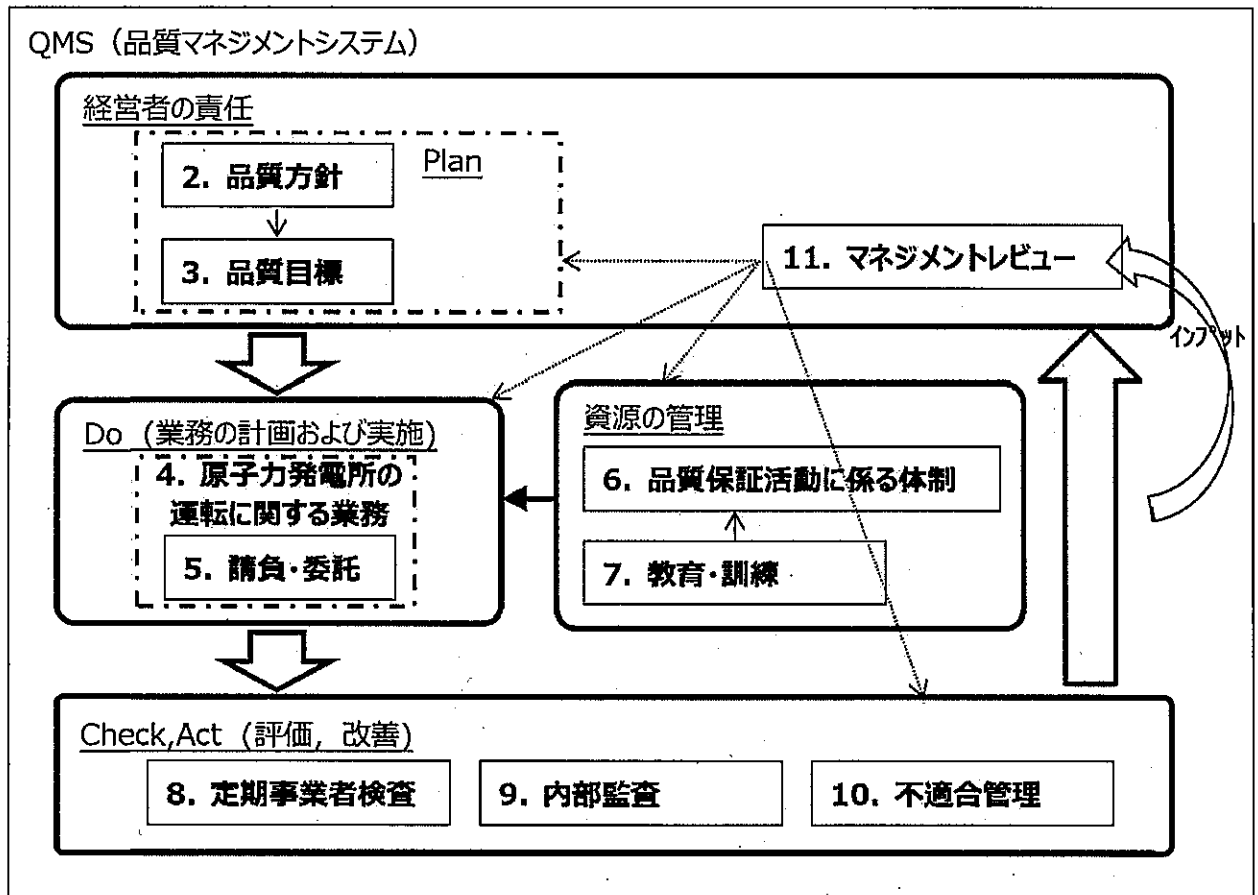 QMS（品質マネジメントシステム）
経営者の責任
Plan
2. 品質方針
3. 品質目標
11. マネジメントレビュー
インプット
Do（業務の計画および実施）
4. 原子力発電所の
運転に関する業務
5. 請負・委託
資源の管理
6. 品質保証活動に係る体制
7. 教育・訓練
Check,Act（評価，改善）
8. 定期事業者検査
9. 内部監査
10. 不適合管理